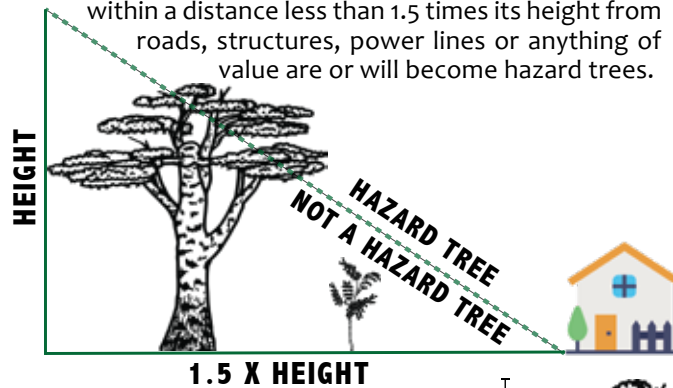 within a distance less than 1.5 times its height from
roads, structures, power lines or anything of
value are or will become hazard trees.
HEIGHT
HAZARD TREE
NOT A HAZARD TREE
1.5 X HEIGHT